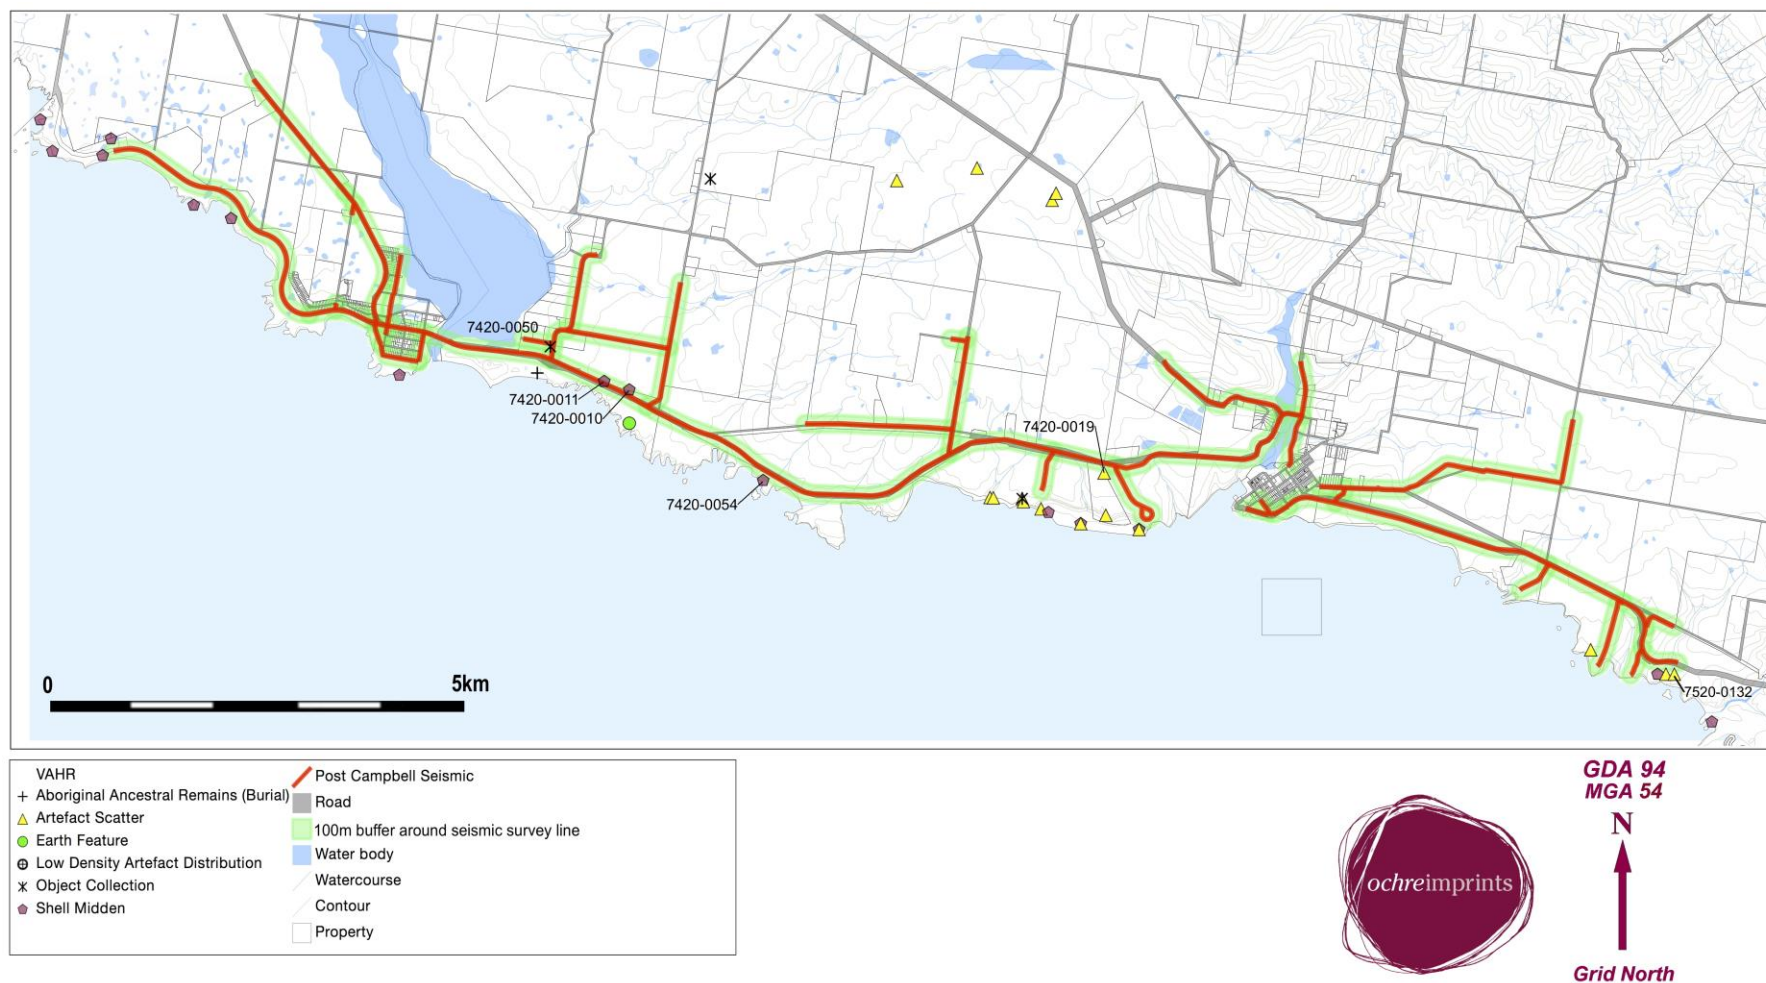 7420-0050
7420-0011
7420-0010
7420-0019
7420-0054
7520-0132
0
5km
VAHR
Aboriginal Ancestral Remains (Burial)
Artefact Scatter
Earth Feature
Low Density Artefact Distribution
Object Collection
Shell Midden
Post Campbell Seismic
Road
100m buffer around seismic survey line
Water body
Watercourse
Contour
Property
ochreimprints
GDA 94
MGA 54
N
Grid North